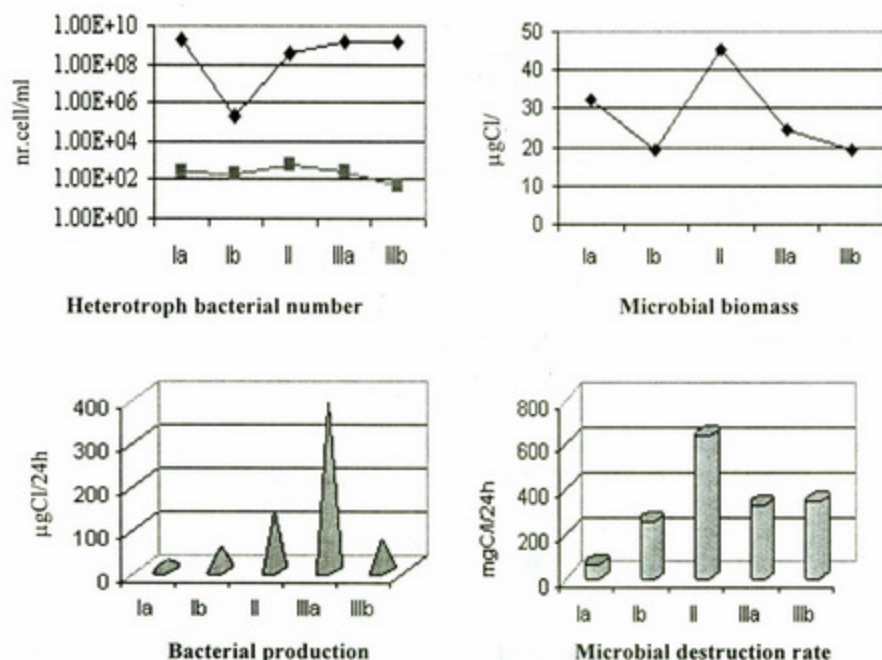 1.00E+10
1.00E+08
1.00E+06
1.00E+04
1.00E+02
1.00E+00
nr.cell/ml
Ia Ib II IIIa IIIb
Heterotroph bacterial number
50
40
30
20
10
0
µgCl/
Ia Ib II IIIa IIIb
Microbial biomass
400
300
200
100
0
µgCl/24h
Ia Ib II IIIa IIIb
Bacterial production
800
600
400
200
0
mgC/l/24h
Ia Ib II IIIa IIIb
Microbial destruction rate